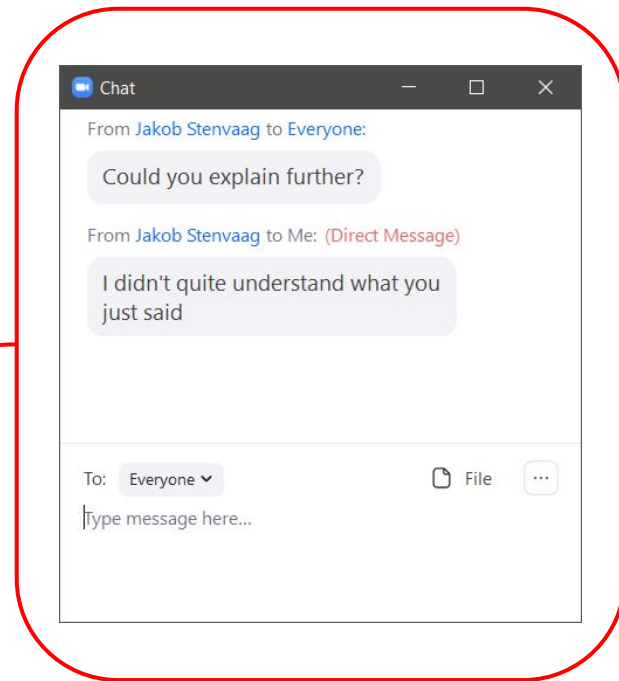 Chat
From Jakob Stenvaag to Everyone:
Could you explain further?
From Jakob Stenvaag to Me: (Direct Message)
I didn't quite understand what you
just said
To: Everyone File ...
Type message here...